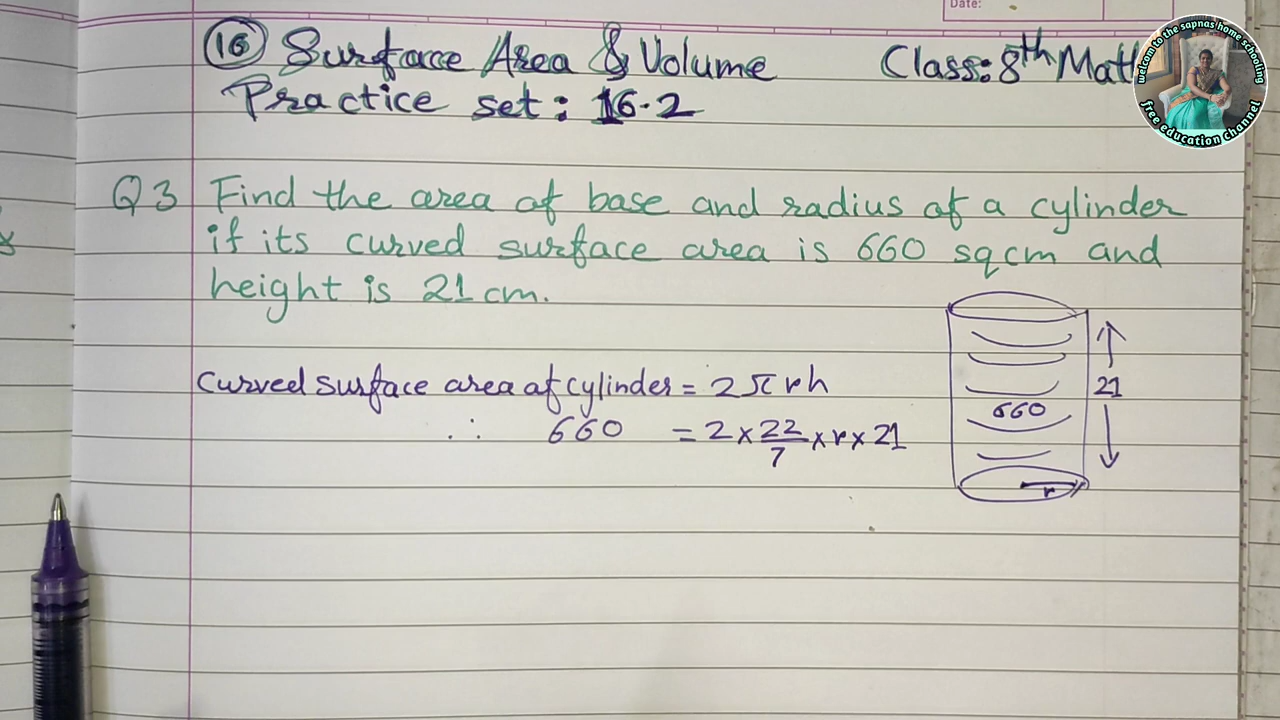 Date:
16 Surface Area & Volume Class: 8th Math
Practice set: 16.2
welcom to the sapnas home schooling
free education channel
Q3 Find the area of base and radius of a cylinder
if its curved surface area is 660 sqcm and
height is 21 cm.
Curved surface area of cylinder = 2πrh
∴ 660 = 2 × 22/7 × r × 21
21
660
r